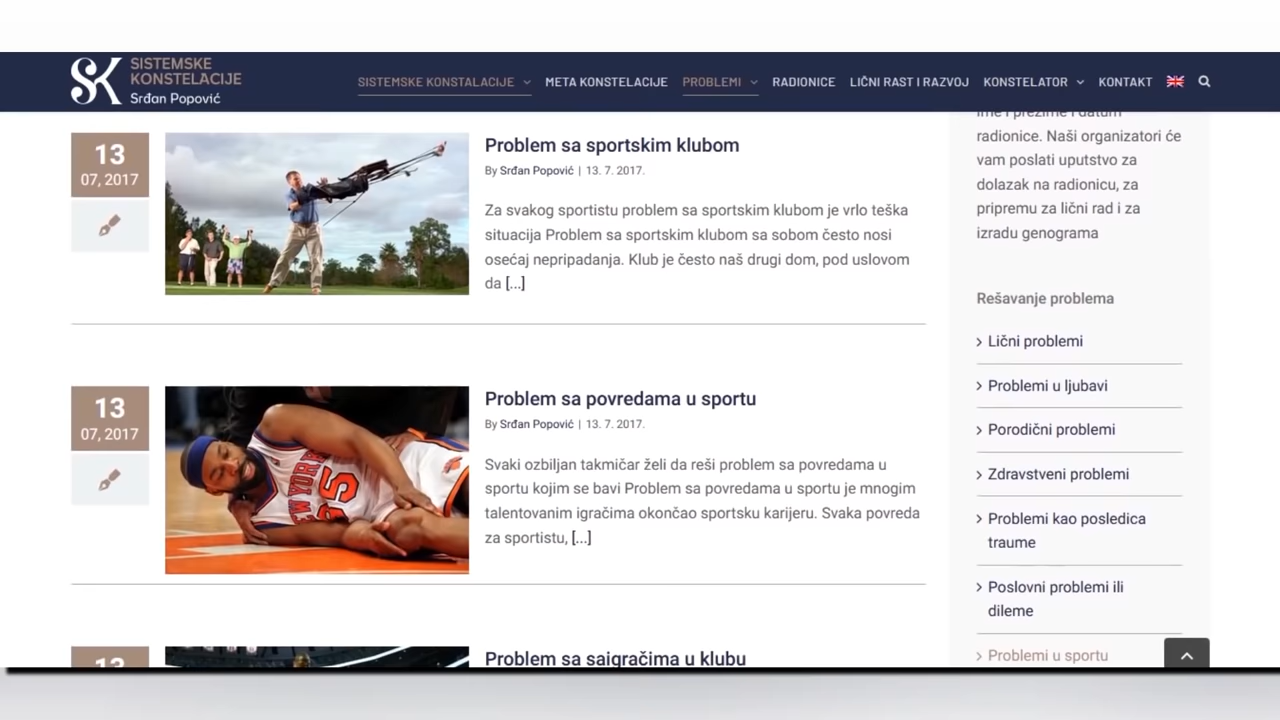 SISTEMSKE
KONSTELACIJE
Srđan Popović
SISTEMSKE KONSTALACIJE
META KONSTELACIJE
PROBLEMI
RADIONICE
LIČNI RAST I RAZVOJ
KONSTELATOR
KONTAKT
13
07, 2017
Problem sa sportskim klubom
By Srđan Popović | 13. 7. 2017.
Za svakog sportistu problem sa sportskim klubom je vrlo teška
situacija Problem sa sportskim klubom sa sobom često nosi
osećaj nepripadanja. Klub je često naš drugi dom, pod uslovom
da [...]
13
07, 2017
NEW YORK
Problem sa povredama u sportu
By Srđan Popović | 13. 7. 2017.
Svaki ozbiljan takmičar želi da reši problem sa povredama u
sportu kojim se bavi Problem sa povredama u sportu je mnogim
talentovanim igračima okončao sportsku karijeru. Svaka povreda
za sportistu, [...]
13
Problem sa saigračima u klubu
ime i prezime i datum
radionice. Naši organizatori će
vam poslati uputstvo za
dolazak na radionicu, za
pripremu za lični rad i za
izradu genograma
Rešavanje problema
Lični problemi
Problemi u ljubavi
Porodični problemi
Zdravstveni problemi
Problemi kao posledica
traume
Poslovni problemi ili
dileme
Problemi u sportu